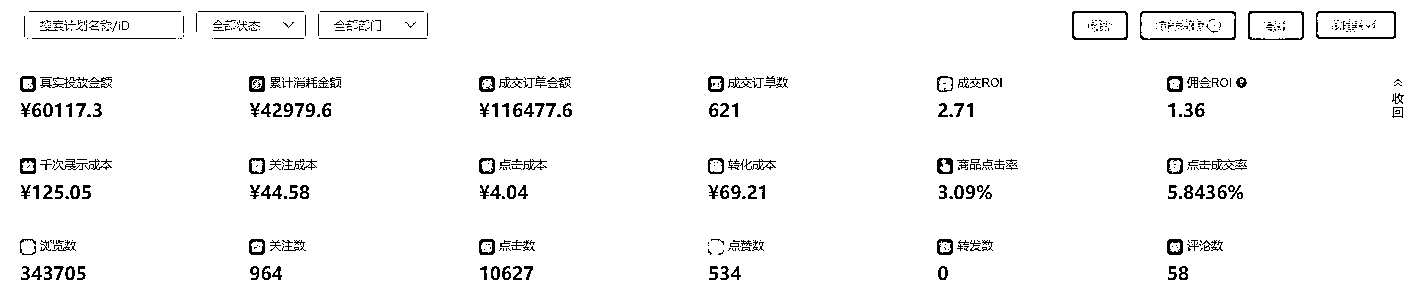 搜索计划名称/iD 全部状态 全部部门
真实投放金额 累计消耗金额 成交订单金额 成交订单数 成交ROI 佣金ROI
¥60117.3 ¥42979.6 ¥116477.6 621 2.71 1.36
收回
千次展示成本 关注成本 点击成本 转化成本 商品点击率 点击成交率
¥125.05 ¥44.58 ¥4.04 ¥69.21 3.09% 5.8436%
浏览数 关注数 点击数 点赞数 转发数 评论数
343705 964 10627 534 0 58